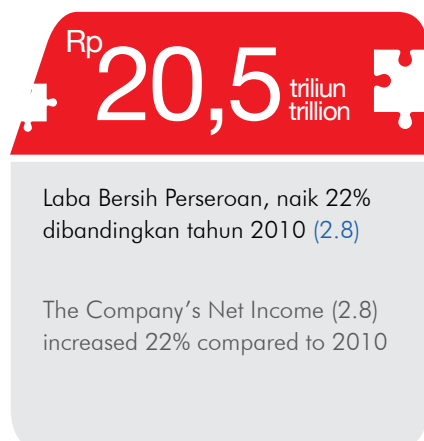 Rp 20,5 triliun
trillion
Laba Bersih Perseroan, naik 22%
dibandingkan tahun 2010 (2.8)
The Company’s Net Income (2.8)
increased 22% compared to 2010